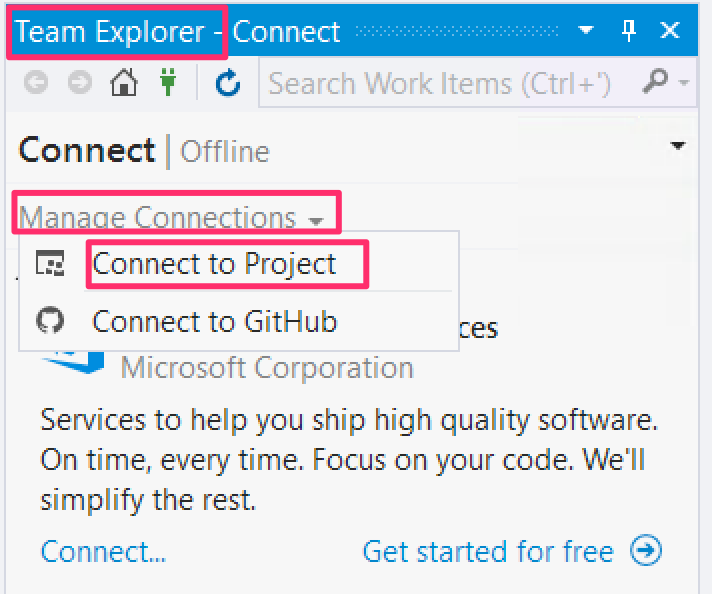 Team Explorer - Connect
Search Work Items (Ctrl+')
Connect | Offline
Manage Connections
Connect to Project
Connect to GitHub
ces
Microsoft Corporation
Services to help you ship high quality software.
On time, every time. Focus on your code. We'll
simplify the rest.
Connect...
Get started for free